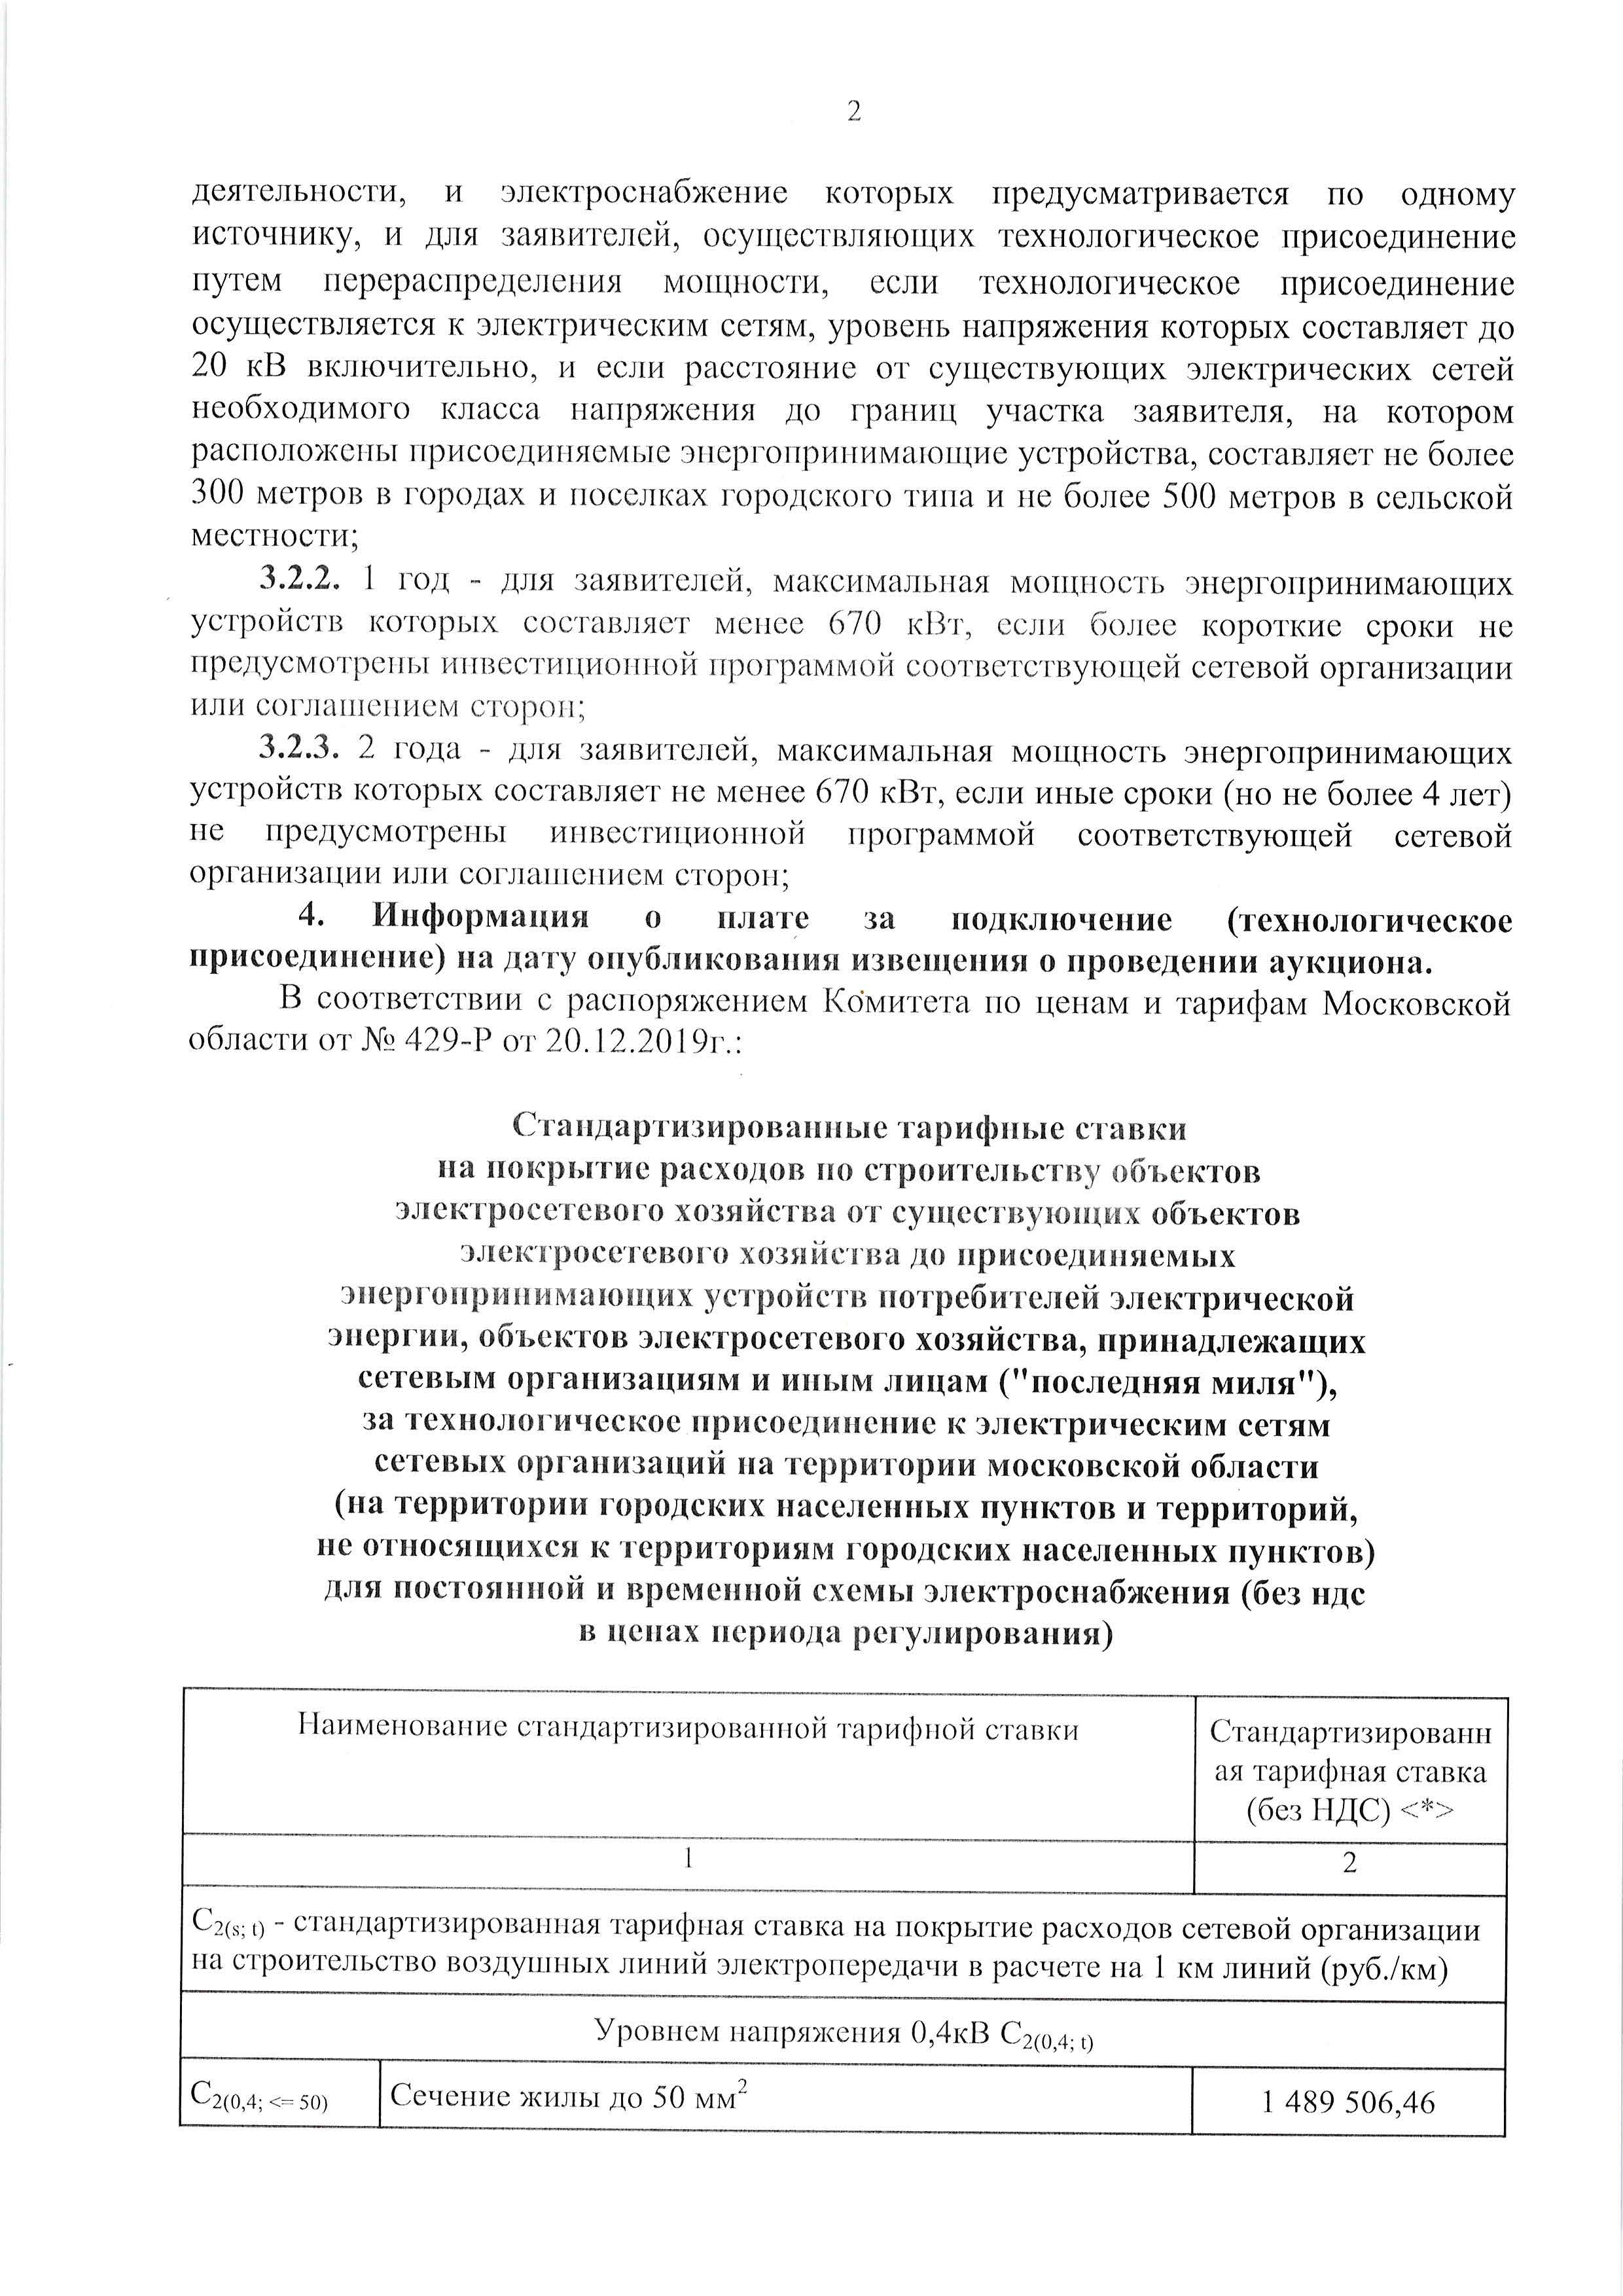 2
деятельности, и электроснабжение которых предусматривается по одному
источнику, и для заявителей, осуществляющих технологическое присоединение
путем перераспределения мощности, если технологическое присоединение
осуществляется к электрическим сетям, уровень напряжения которых составляет до
20 кВ включительно, и если расстояние от существующих электрических сетей
необходимого класса напряжения до границ участка заявителя, на котором
расположены присоединяемые энергопринимающие устройства, составляет не более
300 метров в городах и поселках городского типа и не более 500 метров в сельской
местности;
3.2.2. 1 год - для заявителей, максимальная мощность энергопринимающих
устройств которых составляет менее 670 кВт, если более короткие сроки не
предусмотрены инвестиционной программой соответствующей сетевой организации
или соглашением сторон;
3.2.3. 2 года - для заявителей, максимальная мощность энергопринимающих
устройств которых составляет не менее 670 кВт, если иные сроки (но не более 4 лет)
не предусмотрены инвестиционной программой соответствующей сетевой
организации или соглашением сторон;
4. Информация о плате за подключение (технологическое
присоединение) на дату опубликования извещения о проведении аукциона.
В соответствии с распоряжением Комитета по ценам и тарифам Московской
области от № 429-Р от 20.12.2019г.:
Стандартизированные тарифные ставки
на покрытие расходов по строительству объектов
электросетевого хозяйства от существующих объектов
электросетевого хозяйства до присоединяемых
энергопринимающих устройств потребителей электрической
энергии, объектов электросетевого хозяйства, принадлежащих
сетевым организациям и иным лицам ("последняя миля"),
за технологическое присоединение к электрическим сетям
сетевых организаций на территории московской области
(на территории городских населенных пунктов и территорий,
не относящихся к территориям городских населенных пунктов)
для постоянной и временной схемы электроснабжения (без ндс
в ценах периода регулирования)
Наименование стандартизированной тарифной ставки
Стандартизированн
ая тарифная ставка
(без НДС) <*>
1
2
C2(s; t) - стандартизированная тарифная ставка на покрытие расходов сетевой организации
на строительство воздушных линий электропередачи в расчете на 1 км линий (руб./км)
Уровнем напряжения 0,4кВ C2(0,4; t)
C2(0,4; <= 50)
Сечение жилы до 50 мм²
1 489 506,46